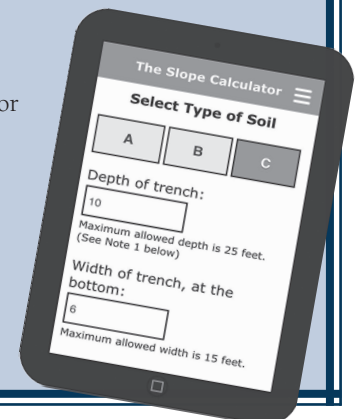 or
The Slope Calculator
Select Type of Soil
A B C
Depth of trench:
10
Maximum allowed depth is 25 feet.
(See Note 1 below)
Width of trench, at the
bottom:
6
Maximum allowed width is 15 feet.